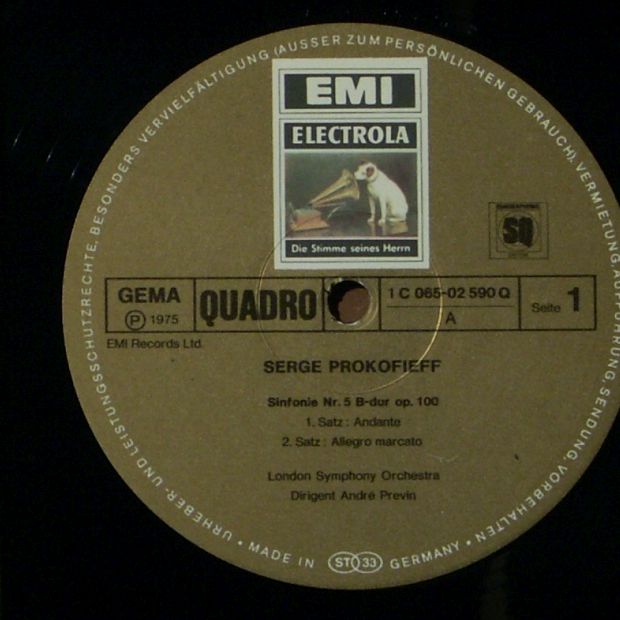 URHEBER- UND LEISTUNGSSCHUTZRECHTE, BESONDERS VERVIELFÄLTIGUNG (AUSSER ZUM PERSÖNLICHEN GEBRAUCH), VERMIETUNG, AUFFÜHRUNG, SENDUNG VORBEHALTEN
EMI
ELECTROLA
Die Stimme seines Herrn
SQ
GEMA
Ⓟ 1975
QUADRO
1 C 065-02 590 Q
A
Seite 1
EMI Records Ltd.
SERGE PROKOFIEFF
Sinfonie Nr. 5 B-dur op. 100
1. Satz: Andante
2. Satz: Allegro marcato
London Symphony Orchestra
Dirigent André Previn
• MADE IN ST 33 GERMANY •